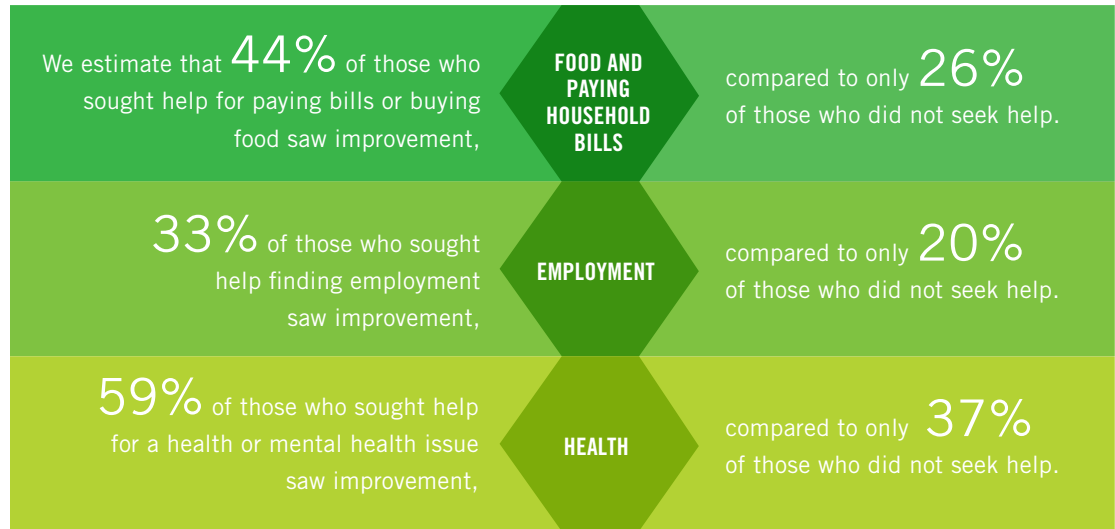 We estimate that 44% of those who
sought help for paying bills or buying
food saw improvement,
FOOD AND
PAYING
HOUSEHOLD
BILLS
compared to only 26%
of those who did not seek help.
33% of those who sought
help finding employment
saw improvement,
EMPLOYMENT
compared to only 20%
of those who did not seek help.
59% of those who sought help
for a health or mental health issue
saw improvement,
HEALTH
compared to only 37%
of those who did not seek help.